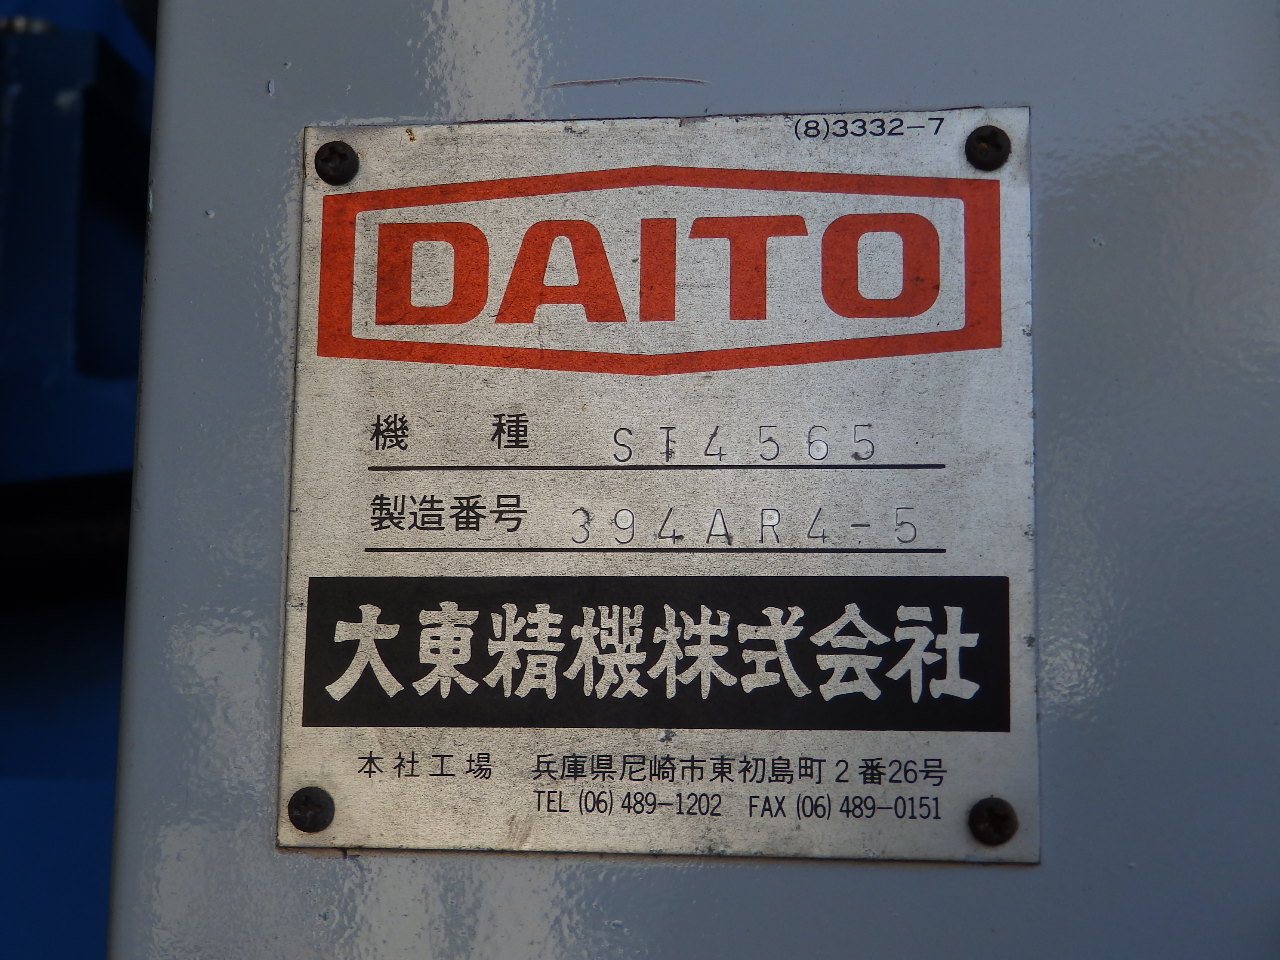 (8)3332-7
DAITO
機種 ST4565
製造番号 394AR4-5
大東精機株式会社
本社工場 兵庫県尼崎市東初島町2番26号
TEL (06) 489-1202 FAX (06) 489-0151